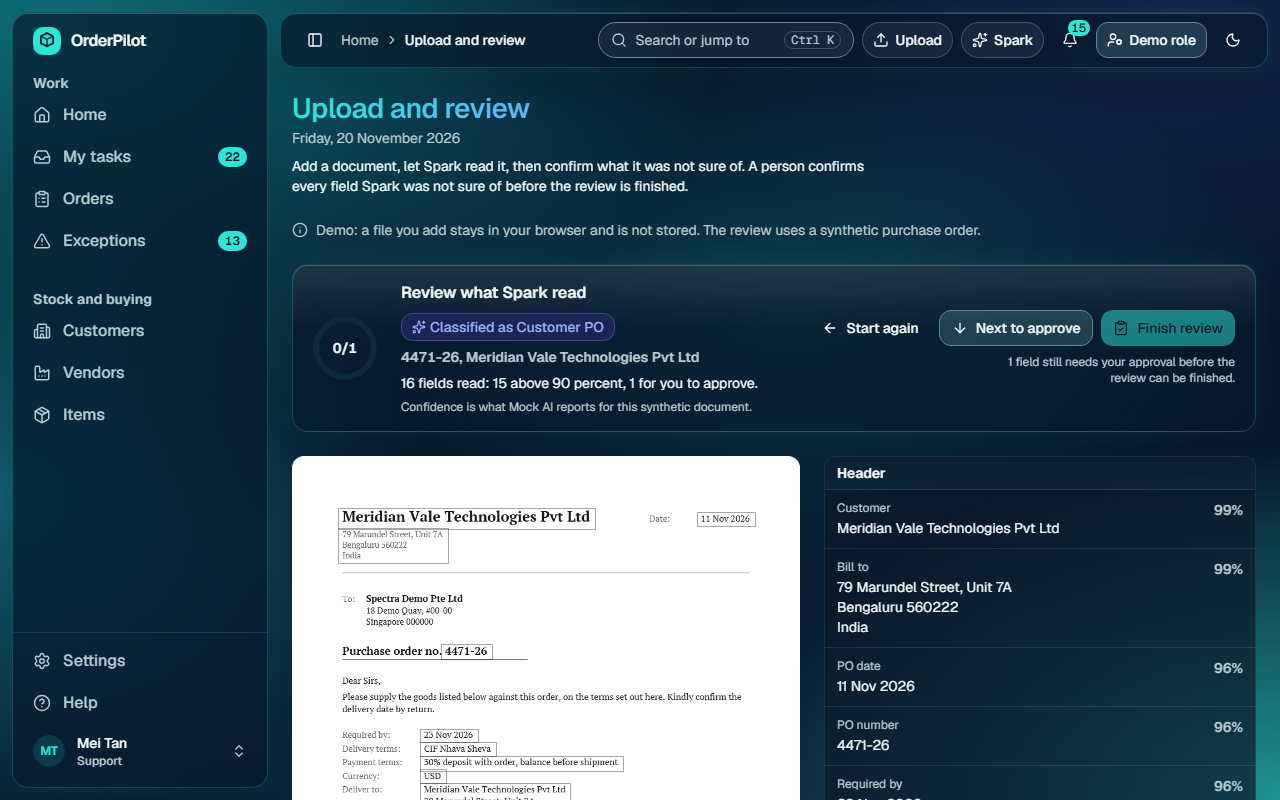 OrderPilot
Work
Home
My tasks
22
Orders
Exceptions
13
Stock and buying
Customers
Vendors
Items
Settings
Help
MT
Mei Tan
Support
Home
Upload and review
Search or jump to
Ctrl K
Upload
Spark
15
Demo role
Upload and review
Friday, 20 November 2026
Add a document, let Spark read it, then confirm what it was not sure of. A person confirms
every field Spark was not sure of before the review is finished.
Demo: a file you add stays in your browser and is not stored. The review uses a synthetic purchase order.
0/1
Review what Spark read
Classified as Customer PO
4471-26, Meridian Vale Technologies Pvt Ltd
16 fields read: 15 above 90 percent, 1 for you to approve.
Confidence is what Mock AI reports for this synthetic document.
Start again
Next to approve
Finish review
1 field still needs your approval before the
review can be finished.
Meridian Vale Technologies Pvt Ltd
79 Marundel Street, Unit 7A
Bengaluru 560222
India
Date:
11 Nov 2026
To:
Spectra Demo Pte Ltd
18 Demo Quay, #00-00
Singapore 000000
Purchase order no. 4471-26
Dear Sirs,
Please supply the goods listed below against this order, on the terms set out here. Kindly confirm the
delivery date by return.
Required by:
23 Nov 2026
Delivery terms:
CIF Nhava Sheva
Payment terms:
30% deposit with order, balance before shipment
Currency:
USD
Deliver to:
Meridian Vale Technologies Pvt Ltd
Header
Customer
Meridian Vale Technologies Pvt Ltd
99%
Bill to
79 Marundel Street, Unit 7A
Bengaluru 560222
India
99%
PO date
11 Nov 2026
96%
PO number
4471-26
96%
Required by
96%